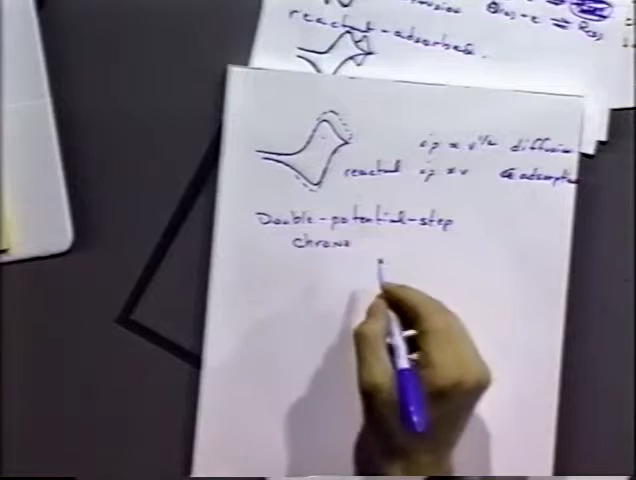 reactant-adsorbed.
ip ∝ v^1/2 diffusion
reactant ip ∝ v adsorption
Double-potential-step
chrono